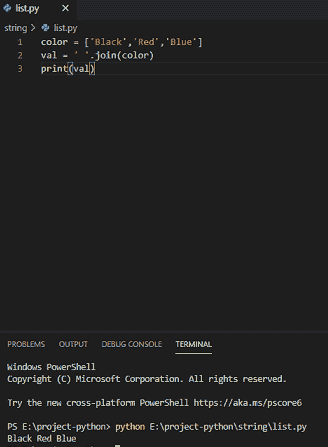 list.py ×
string > list.py
1 color = ['Black','Red','Blue']
2 val = ' '.join(color)
3 print(val)
PROBLEMS OUTPUT DEBUG CONSOLE TERMINAL
Windows PowerShell
Copyright (C) Microsoft Corporation. All rights reserved.
Try the new cross-platform PowerShell https://aka.ms/pscore6
PS E:\project-python> python E:\project-python\string\list.py
Black Red Blue